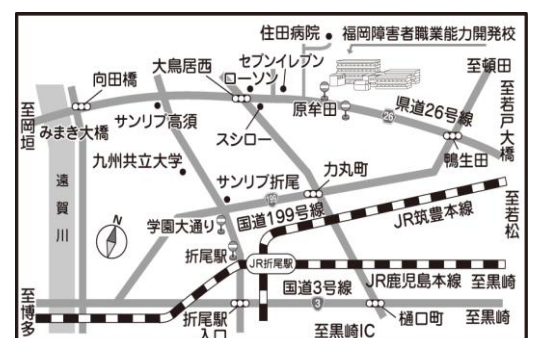 住田病院
福岡障害者職業能力開発校
セブンイレブン
ローソン
大鳥居西
向田橋
至頓田
至若戸大橋
至岡垣
みまき大橋
サンリブ高須
スシロー
原牟田
県道26号線
26
九州共立大学
鴨生田
遠賀川
サンリブ折尾
力丸町
199
国道199号線
学園大通り
JR筑豊本線
至若松
N
折尾駅
JR折尾駅
JR鹿児島本線
至黒崎
国道3号線
3
至博多
折尾駅入口
樋口町
至黒崎
至黒崎IC